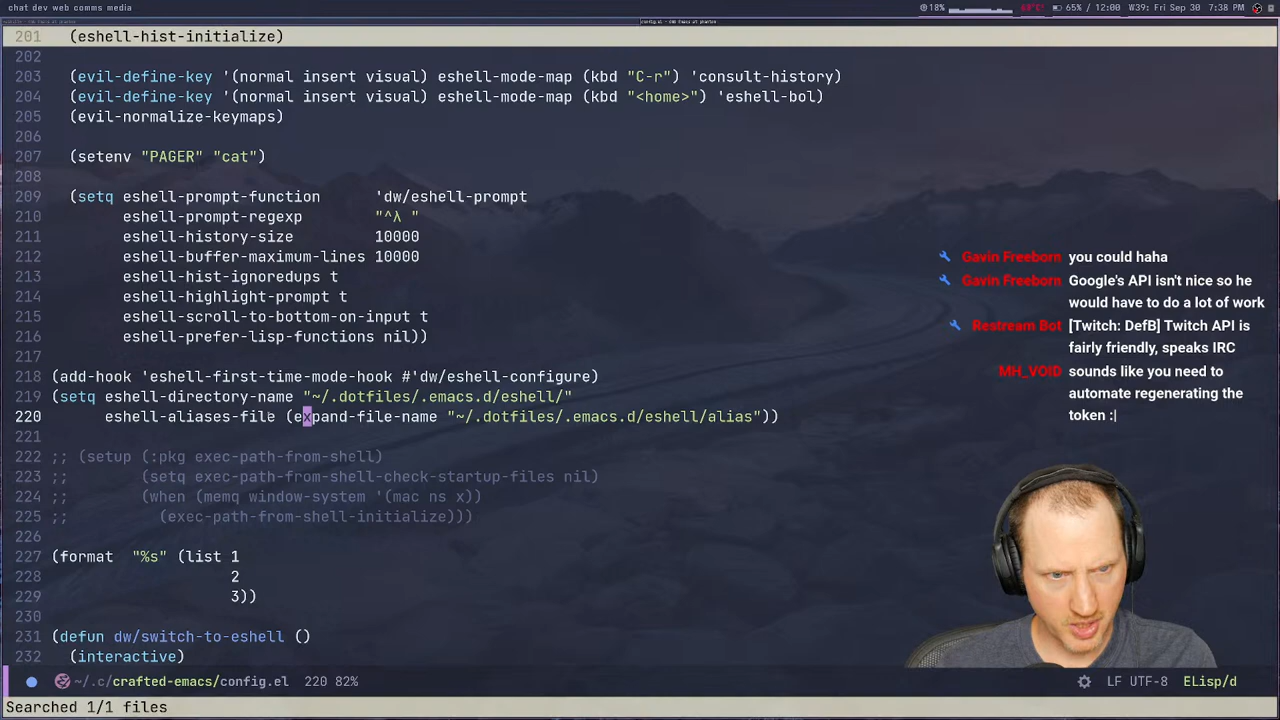 chat dev web comms media
18%
65% / 12:00
W39: Fri Sep 30
7:38 PM
201 (eshell-hist-initialize)
202
203 (evil-define-key '(normal insert visual) eshell-mode-map (kbd "C-r") 'consult-history)
204 (evil-define-key '(normal insert visual) eshell-mode-map (kbd "<home>") 'eshell-bol)
205 (evil-normalize-keymaps)
206
207 (setenv "PAGER" "cat")
208
209 (setq eshell-prompt-function 'dw/eshell-prompt
210 eshell-prompt-regexp "^λ "
211 eshell-history-size 10000
212 eshell-buffer-maximum-lines 10000
213 eshell-hist-ignoredups t
214 eshell-highlight-prompt t
215 eshell-scroll-to-bottom-on-input t
216 eshell-prefer-lisp-functions nil))
217
218 (add-hook 'eshell-first-time-mode-hook #'dw/eshell-configure)
219 (setq eshell-directory-name "~/.dotfiles/.emacs.d/eshell/"
220 eshell-aliases-file (expand-file-name "~/.dotfiles/.emacs.d/eshell/alias"))
221
222 ;; (setup (:pkg exec-path-from-shell)
223 ;; (setq exec-path-from-shell-check-startup-files nil)
224 ;; (when (memq window-system '(mac ns x))
225 ;; (exec-path-from-shell-initialize)))
226
227 (format "%s" (list 1
228 2
229 3))
230
231 (defun dw/switch-to-eshell ()
232 (interactive)
~/.c/crafted-emacs/config.el 220 82% LF UTF-8 ELisp/d
Searched 1/1 files
Gavin Freeborn you could haha
Gavin Freeborn Google's API isn't nice so he
would have to do a lot of work
Restream Bot [Twitch: DefB] Twitch API is
fairly friendly, speaks IRC
MH_VOID sounds like you need to
automate regenerating the
token :|